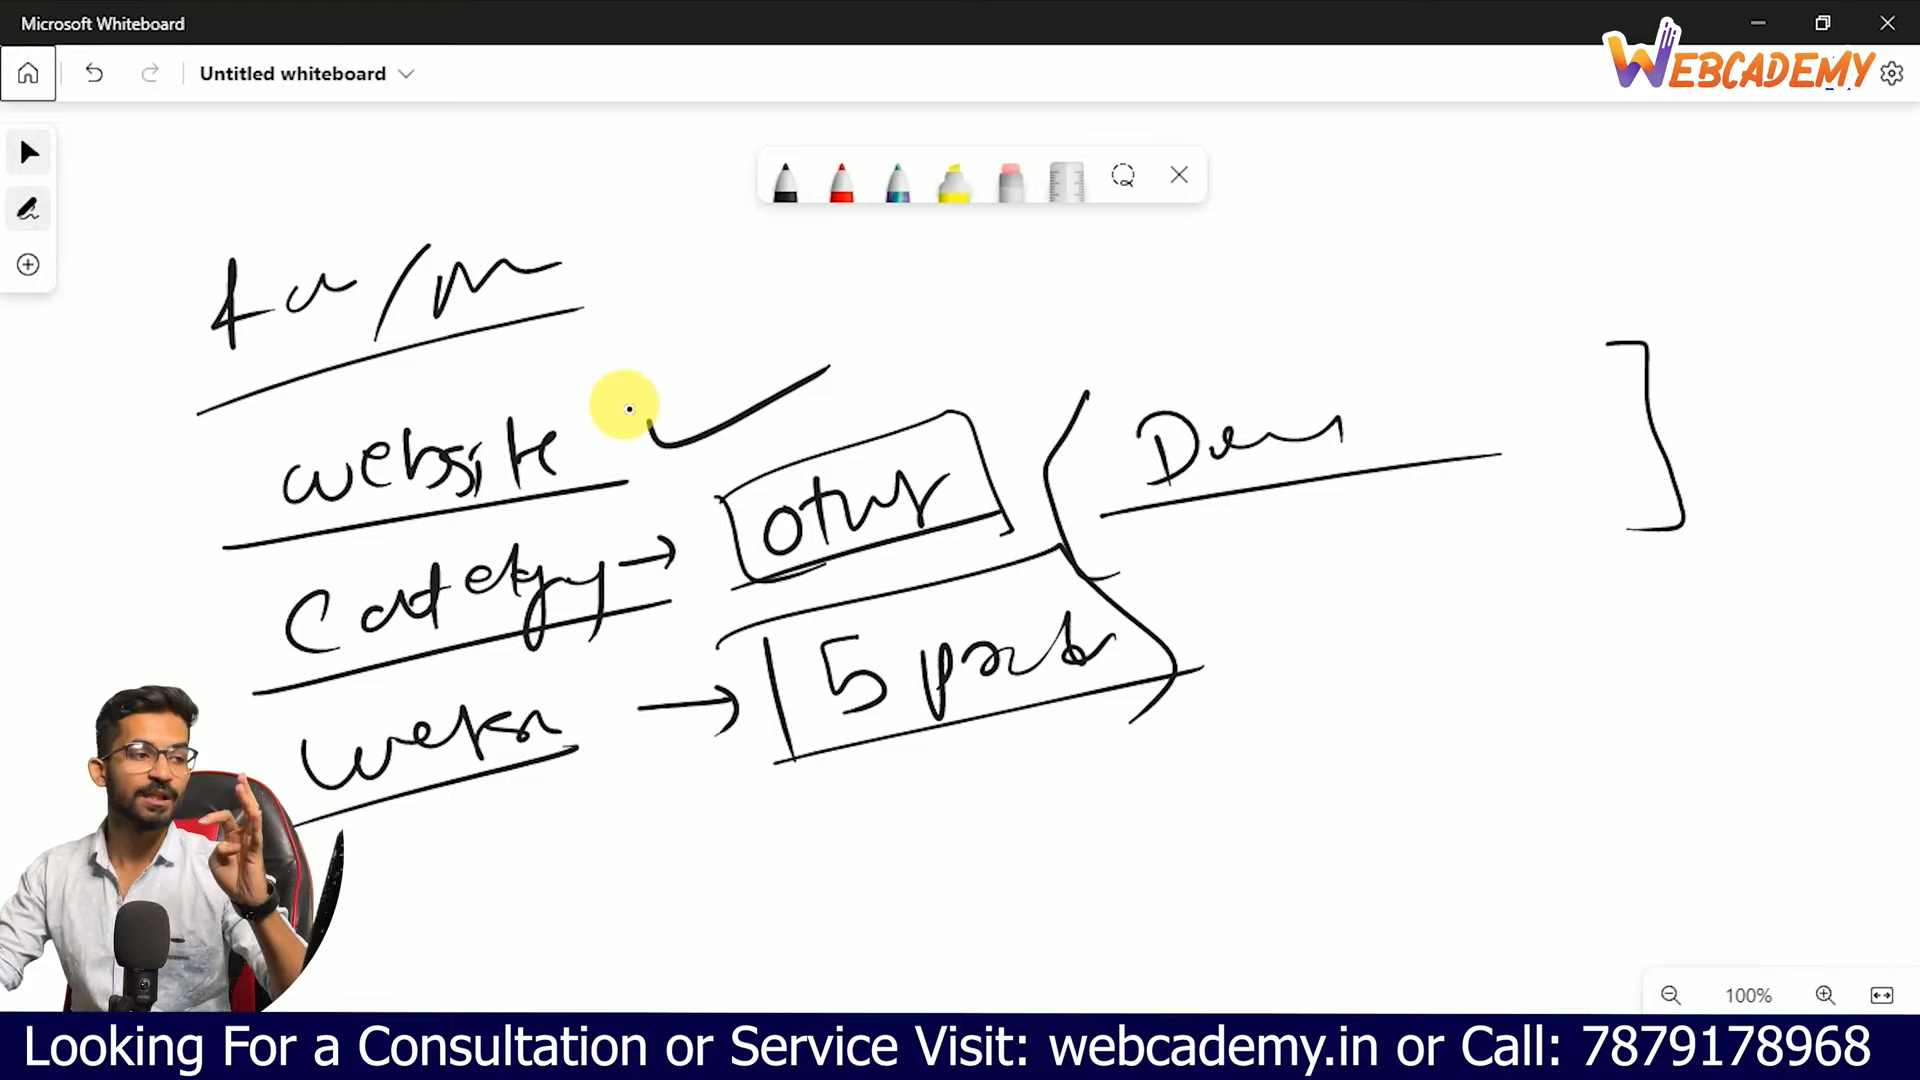 Microsoft Whiteboard
WEBCADEMY
Untitled whiteboard
website
Category → other
→ 5
100%
Looking For a Consultation or Service Visit: webcademy.in or Call: 7879178968